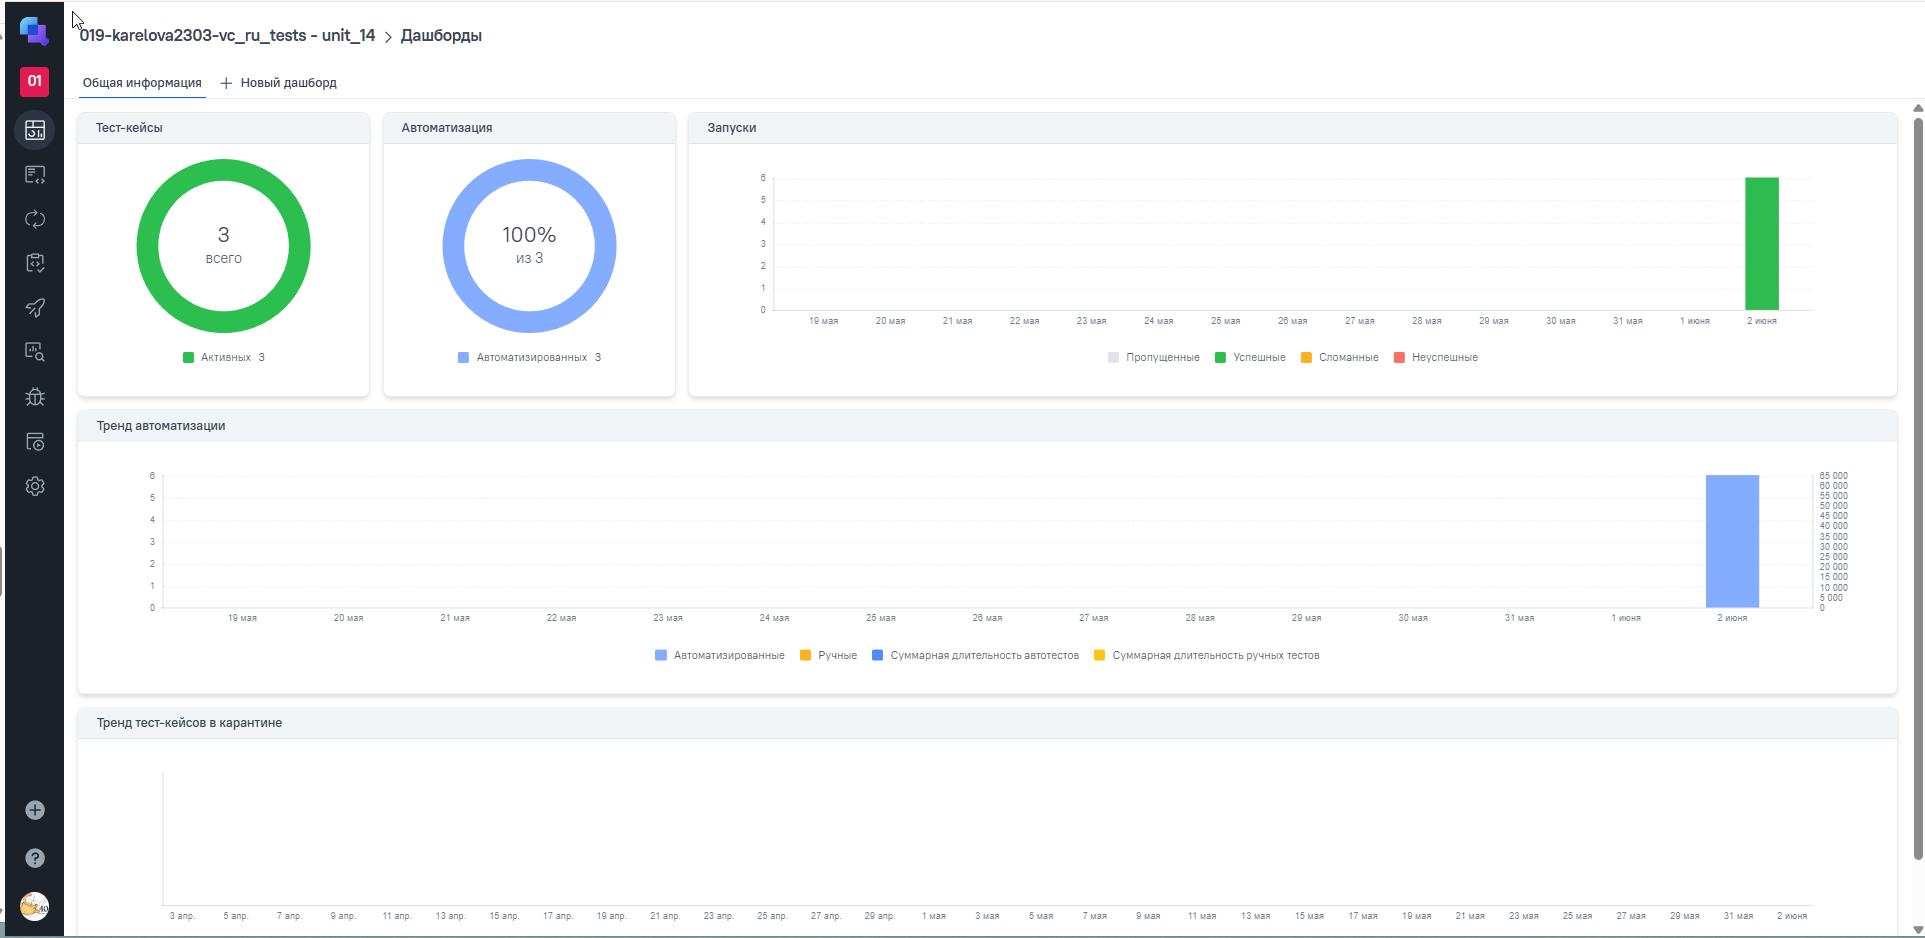 019-karelova2303-vc_ru_tests - unit_14 > Дашборды
01
Общая информация
+ Новый дашборд
Тест-кейсы
3
всего
Активных 3
Автоматизация
100%
из 3
Автоматизированных 3
Запуски
6
5
4
3
2
1
0
19 мая 20 мая 21 мая 22 мая 23 мая 24 мая 25 мая 26 мая 27 мая 28 мая 29 мая 30 мая 31 мая 1 июня 2 июня
Пропущенные Успешные Сломанные Неуспешные
Тренд автоматизации
6
5
4
3
2
1
0
65 000
60 000
55 000
50 000
45 000
40 000
35 000
30 000
25 000
20 000
15 000
10 000
5 000
0
19 мая 20 мая 21 мая 22 мая 23 мая 24 мая 25 мая 26 мая 27 мая 28 мая 29 мая 30 мая 31 мая 1 июня 2 июня
Автоматизированные Ручные Суммарная длительность автотестов Суммарная длительность ручных тестов
Тренд тест-кейсов в карантине
3 апр. 5 апр. 7 апр. 9 апр. 11 апр. 13 апр. 15 апр. 17 апр. 19 апр. 21 апр. 23 апр. 25 апр. 27 апр. 29 апр. 1 мая 3 мая 5 мая 7 мая 9 мая 11 мая 13 мая 15 мая 17 мая 19 мая 21 мая 23 мая 25 мая 27 мая 29 мая 31 мая 2 июня